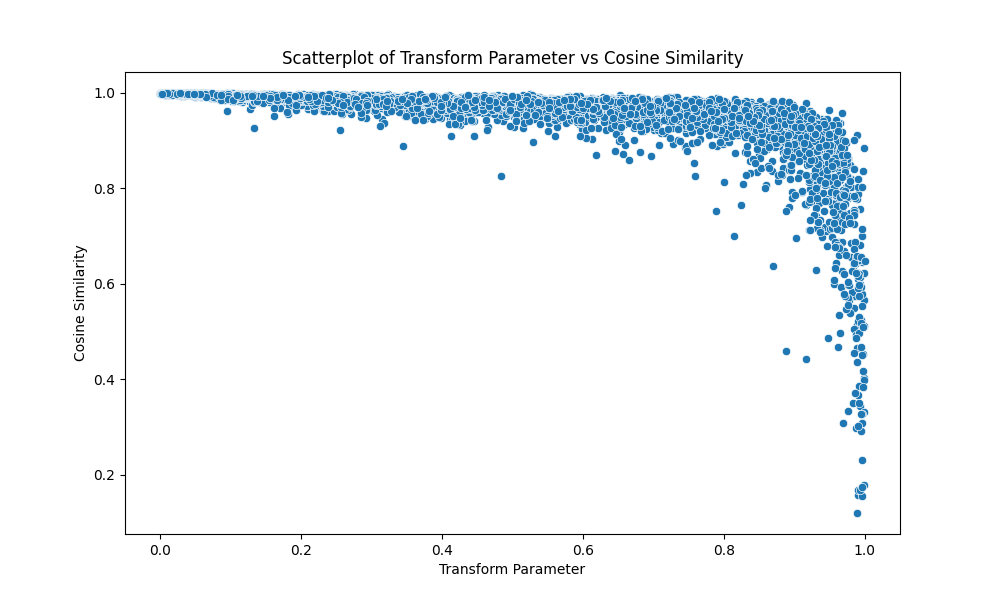 Scatterplot of Transform Parameter vs Cosine Similarity
1.0
0.8
0.6
0.4
0.2
Cosine Similarity
0.0 0.2 0.4 0.6 0.8 1.0
Transform Parameter